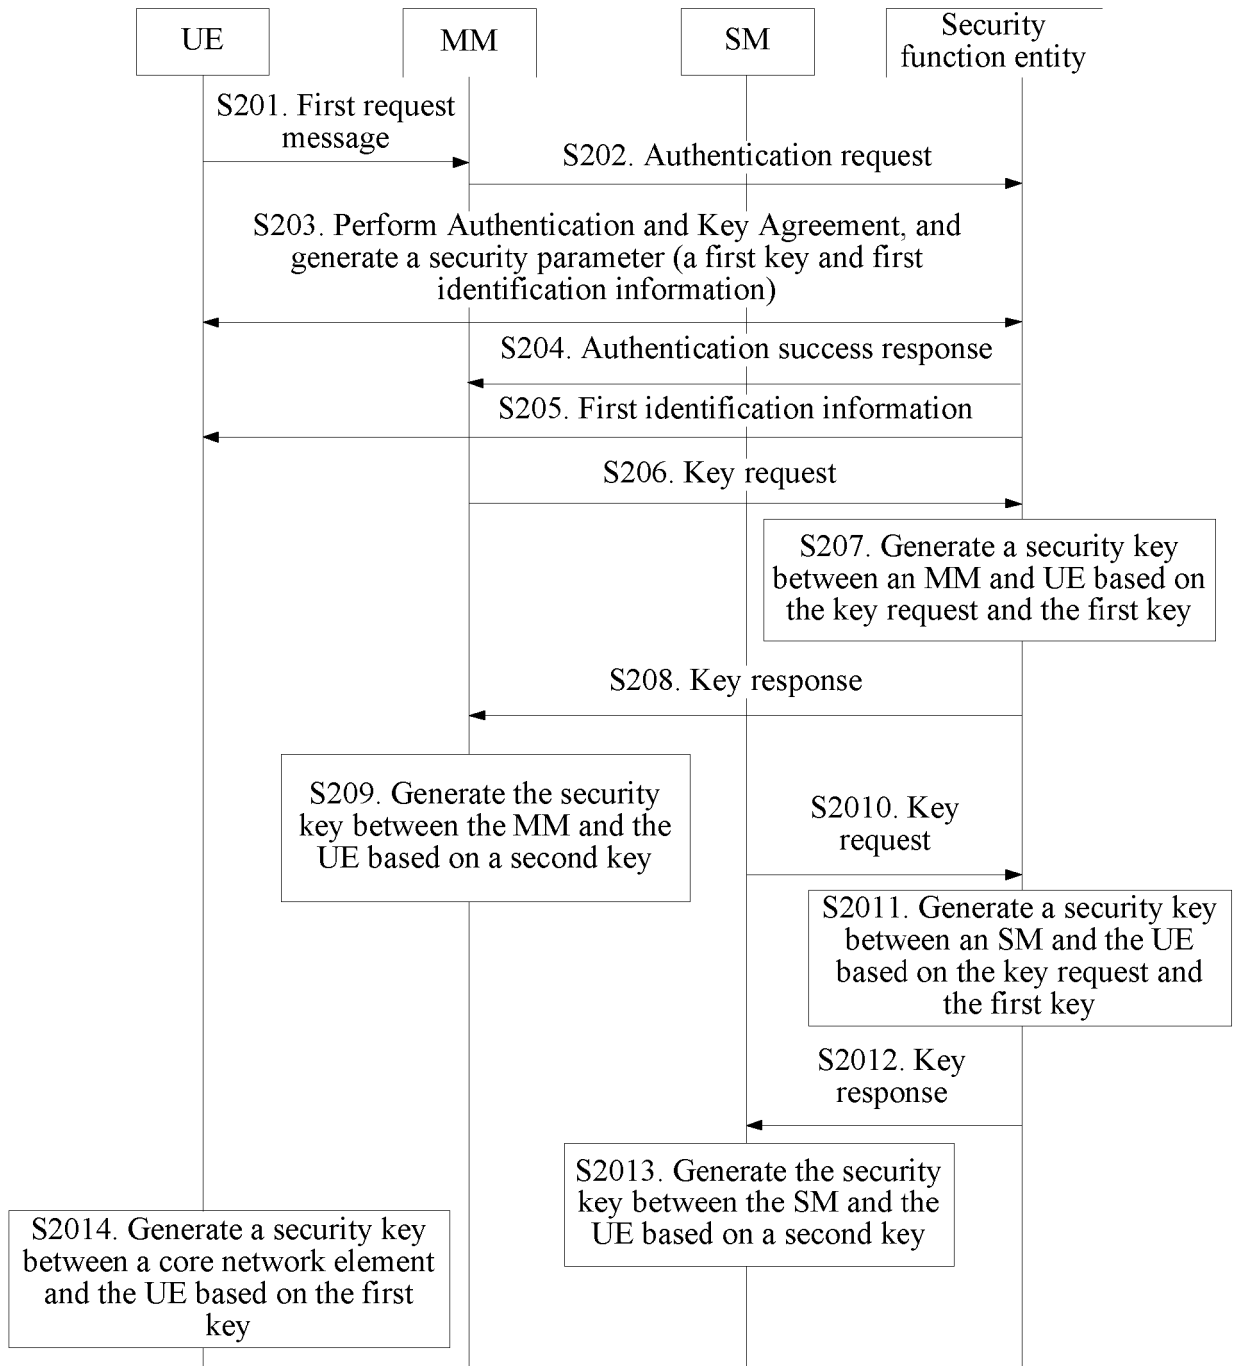 UE
MM
SM
Security
function entity
S201. First request
message
S202. Authentication request
S203. Perform Authentication and Key Agreement, and
generate a security parameter (a first key and first
identification information)
S204. Authentication success response
S205. First identification information
S206. Key request
S207. Generate a security key
between an MM and UE based on
the key request and the first key
S208. Key response
S209. Generate the security
key between the MM and the
UE based on a second key
S2010. Key
request
S2011. Generate a security key
between an SM and the UE
based on the key request and
the first key
S2012. Key
response
S2013. Generate the security
key between the SM and the
UE based on a second key
S2014. Generate a security key
between a core network element
and the UE based on the first
key